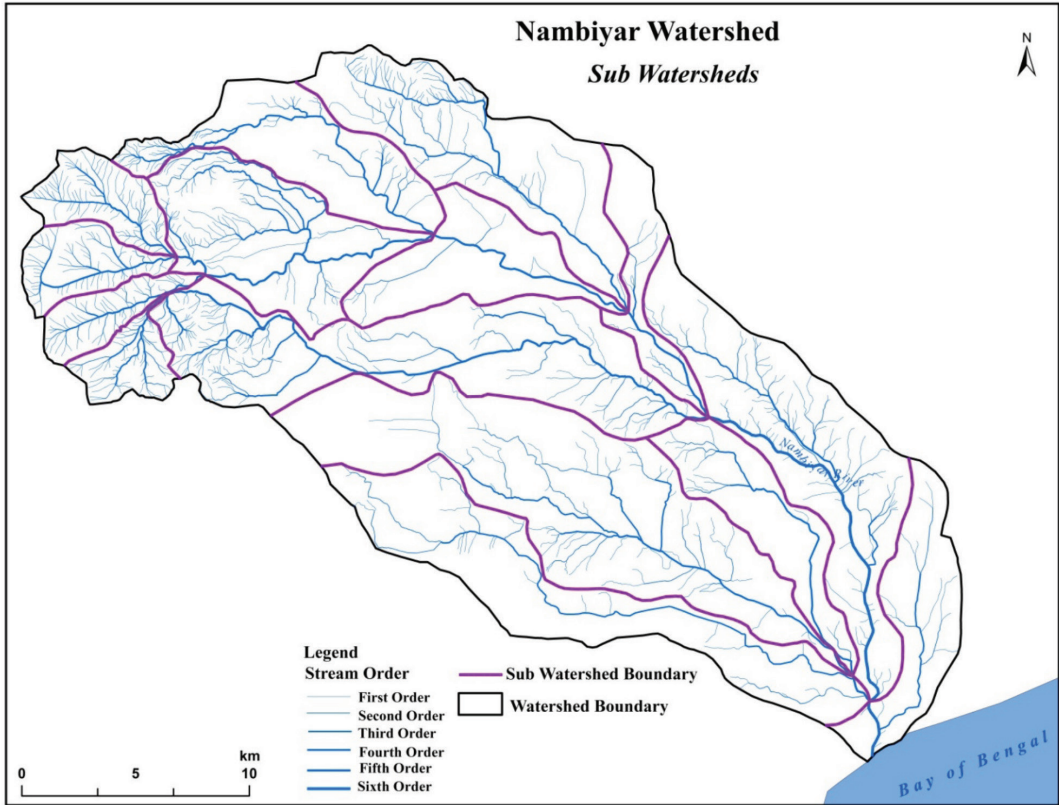 Nambiyar Watershed
Sub Watersheds
N
Nambiyar River
Legend
Stream Order
First Order
Second Order
Third Order
Fourth Order
Fifth Order
Sixth Order
Sub Watershed Boundary
Watershed Boundary
km
0 5 10
Bay of Bengal